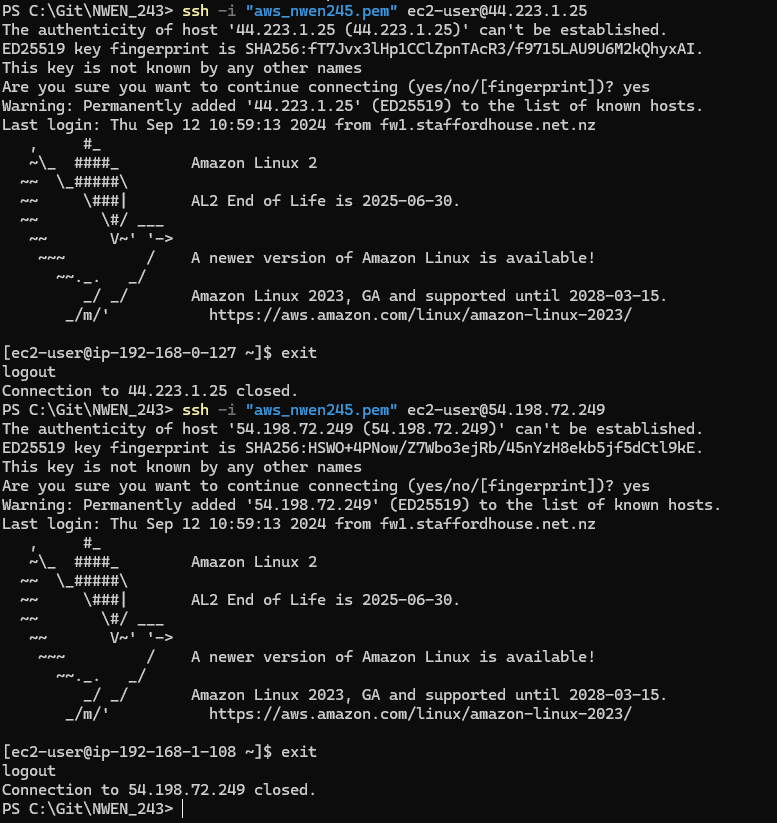 PS C:\Git\NWEN_243> ssh -i "aws_nwen245.pem" ec2-user@44.223.1.25
The authenticity of host '44.223.1.25 (44.223.1.25)' can't be established.
ED25519 key fingerprint is SHA256:fT7Jvx3lHp1CClZpnTAcR3/f9715LAU9U6M2kQhyxAI.
This key is not known by any other names
Are you sure you want to continue connecting (yes/no/[fingerprint])? yes
Warning: Permanently added '44.223.1.25' (ED25519) to the list of known hosts.
Last login: Thu Sep 12 10:59:13 2024 from fw1.staffordhouse.net.nz
   ,     #_
   ~\_  ####_        Amazon Linux 2
  ~~  \_#####\
  ~~     \###|       AL2 End of Life is 2025-06-30.
  ~~       \#/ ___
   ~~       V~' '->
    ~~~         /    A newer version of Amazon Linux is available!
      ~~._.   _/
         _/ _/       Amazon Linux 2023, GA and supported until 2028-03-15.
       _/m/'           https://aws.amazon.com/linux/amazon-linux-2023/
[ec2-user@ip-192-168-0-127 ~]$ exit
logout
Connection to 44.223.1.25 closed.
PS C:\Git\NWEN_243> ssh -i "aws_nwen245.pem" ec2-user@54.198.72.249
The authenticity of host '54.198.72.249 (54.198.72.249)' can't be established.
ED25519 key fingerprint is SHA256:HSWO+4PNow/Z7Wbo3ejRb/45nYzH8ekb5jf5dCtl9kE.
This key is not known by any other names
Are you sure you want to continue connecting (yes/no/[fingerprint])? yes
Warning: Permanently added '54.198.72.249' (ED25519) to the list of known hosts.
Last login: Thu Sep 12 10:59:13 2024 from fw1.staffordhouse.net.nz
   ,     #_
   ~\_  ####_        Amazon Linux 2
  ~~  \_#####\
  ~~     \###|       AL2 End of Life is 2025-06-30.
  ~~       \#/ ___
   ~~       V~' '->
    ~~~         /    A newer version of Amazon Linux is available!
      ~~._.   _/
         _/ _/       Amazon Linux 2023, GA and supported until 2028-03-15.
       _/m/'           https://aws.amazon.com/linux/amazon-linux-2023/
[ec2-user@ip-192-168-1-108 ~]$ exit
logout
Connection to 54.198.72.249 closed.
PS C:\Git\NWEN_243>